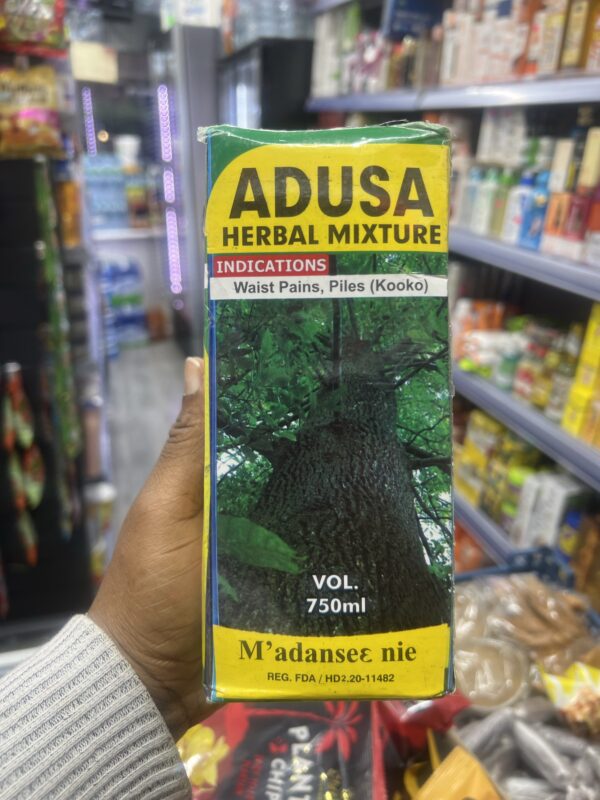 ADUSA
HERBAL MIXTURE
INDICATIONS
Waist Pains, Piles (Kooko)
VOL.
750ml
M'adanseɛ nie
REG. FDA / HD2.20-11482